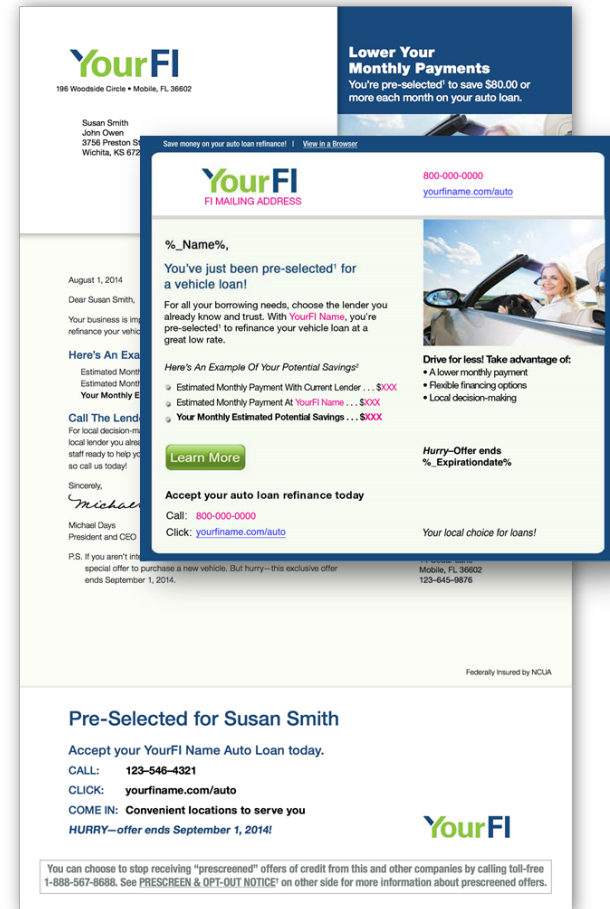 YourFI
196 Woodside Circle • Mobile, FL 36602
Lower Your
Monthly Payments
You're pre-selected¹ to save $80.00 or
more each month on your auto loan.
Susan Smith
John Owen
3756 Preston
Wichita, KS
Save money on your auto loan refinance! | View in a Browser
YourFI
FI MAILING ADDRESS
800-000-0000
yourfiname.com/auto
%_Name%,
You've just been pre-selected¹ for
a vehicle loan!
For all your borrowing needs, choose the lender you
already know and trust. With YourFI Name, you're
pre-selected¹ to refinance your vehicle loan at a
great low rate.
Here's An Example Of Your Potential Savings²
Estimated Monthly Payment With Current Lender . . . $XXX
Estimated Monthly Payment At YourFI Name . . . $XXX
Your Monthly Estimated Potential Savings . . . $XXX
Learn More
Accept your auto loan refinance today
Call: 800-000-0000
Click: yourfiname.com/auto
Drive for less! Take advantage of:
• A lower monthly payment
• Flexible financing options
• Local decision-making
Hurry–Offer ends
%_Expirationdate%
Your local choice for loans!
August 1, 2014
Dear Susan Smith,
Your business is
refinance your
Here's An
Estimated
Estimated
Your Monthly
Call The
For local
local lender you
staff ready to help
so call us today!
Sincerely,
Michael
Michael Days
President and CEO
P.S. If you aren't
special offer to purchase a new vehicle. But hurry—this exclusive offer
ends September 1, 2014.
Mobile, FL 36602
123-645-9876
Federally Insured by NCUA
Pre-Selected for Susan Smith
Accept your YourFI Name Auto Loan today.
CALL: 123–546–4321
CLICK: yourfiname.com/auto
COME IN: Convenient locations to serve you
HURRY—offer ends September 1, 2014!
YourFI
You can choose to stop receiving "prescreened" offers of credit from this and other companies by calling toll-free
1-888-567-8688. See PRESCREEN & OPT-OUT NOTICE¹ on other side for more information about prescreened offers.